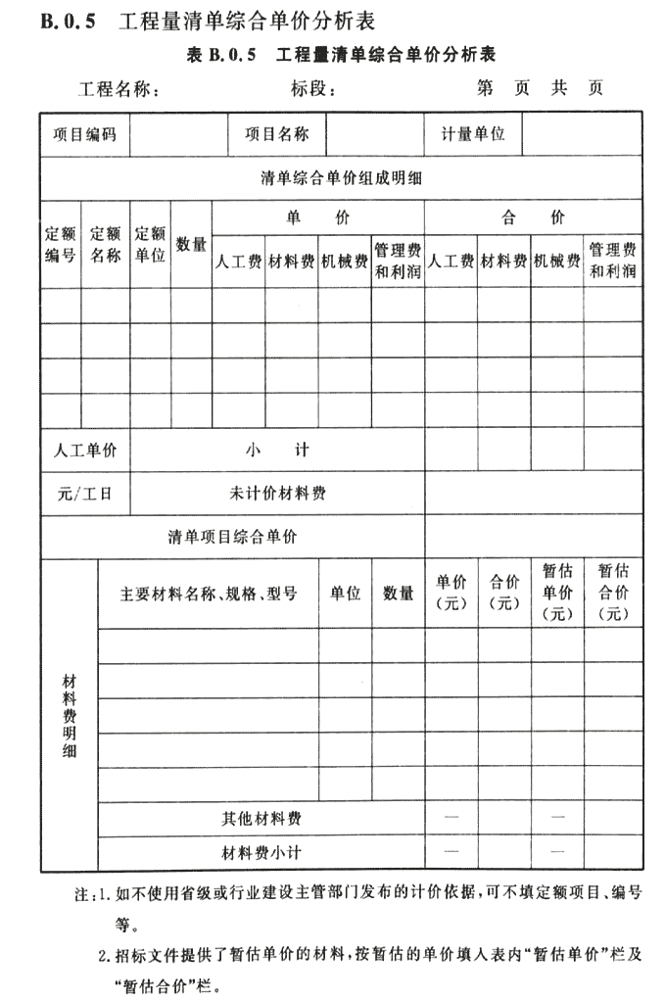 B.0.5 工程量清单综合单价分析表
表 B.0.5 工程量清单综合单价分析表
工程名称： 标段： 第 页 共 页
项目编码 项目名称 计量单位
清单综合单价组成明细
定额编号 定额名称 定额单位 数量 单 价 合 价
人工费 材料费 机械费 管理费和利润 人工费 材料费 机械费 管理费和利润
人工单价 小 计
元/工日 未计价材料费
清单项目综合单价
材料费明细 主要材料名称、规格、型号 单位 数量 单价（元） 合价（元） 暂估单价（元） 暂估合价（元）
其他材料费 — —
材料费小计 — —
注：1. 如不使用省级或行业建设主管部门发布的计价依据，可不填定额项目、编号
等。
2. 招标文件提供了暂估单价的材料，按暂估的单价填入表内“暂估单价”栏及
“暂估合价”栏。